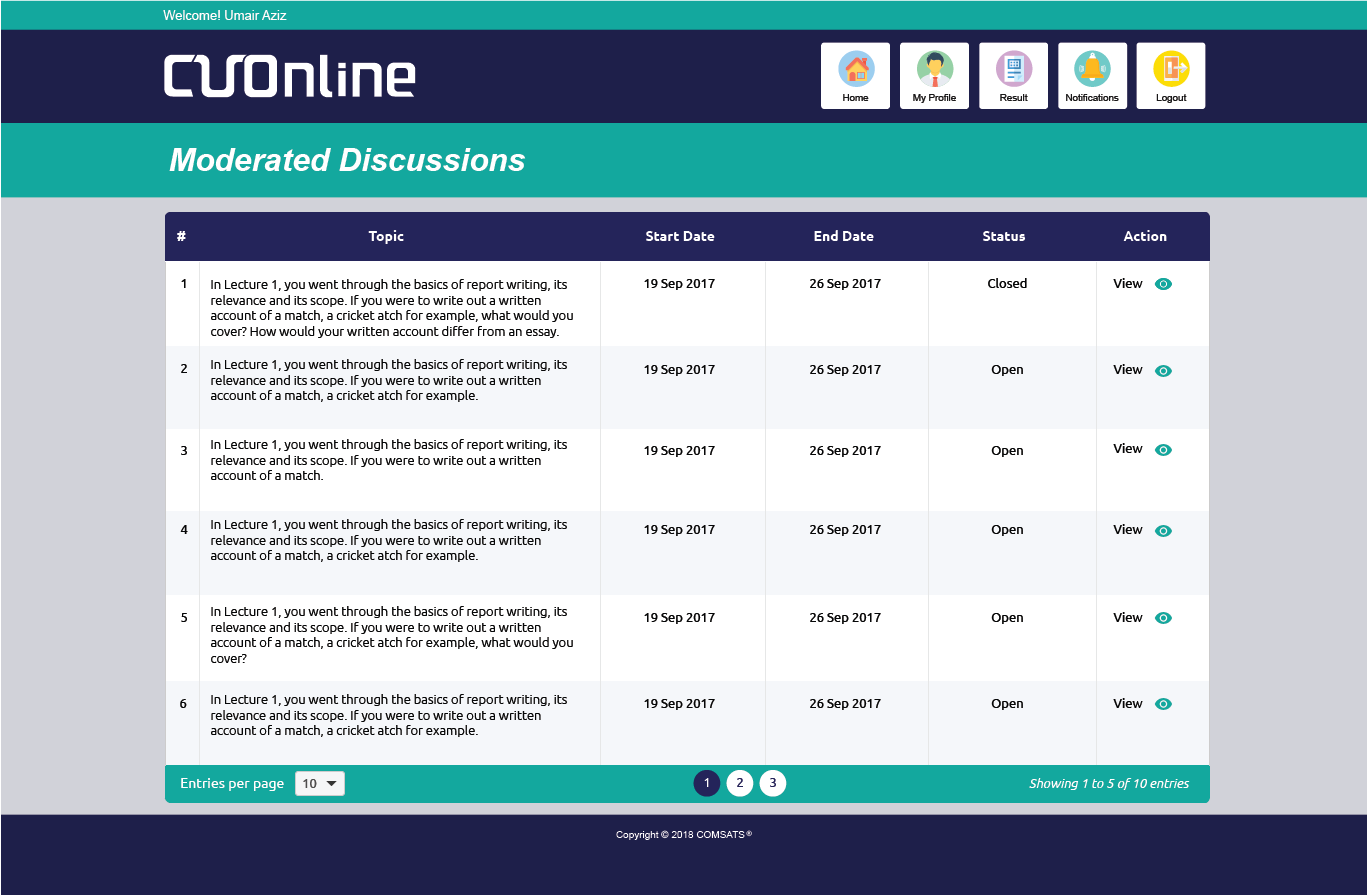 Welcome! Umair Aziz
CUOnline
Home
My Profile
Result
Notifications
Logout
Moderated Discussions
# Topic Start Date End Date Status Action
1 In Lecture 1, you went through the basics of report writing, its 19 Sep 2017 26 Sep 2017 Closed View
relevance and its scope. If you were to write out a written
account of a match, a cricket atch for example, what would you
cover? How would your written account differ from an essay.
2 In Lecture 1, you went through the basics of report writing, its 19 Sep 2017 26 Sep 2017 Open View
relevance and its scope. If you were to write out a written
account of a match, a cricket atch for example.
3 In Lecture 1, you went through the basics of report writing, its 19 Sep 2017 26 Sep 2017 Open View
relevance and its scope. If you were to write out a written
account of a match.
4 In Lecture 1, you went through the basics of report writing, its 19 Sep 2017 26 Sep 2017 Open View
relevance and its scope. If you were to write out a written
account of a match, a cricket atch for example.
5 In Lecture 1, you went through the basics of report writing, its 19 Sep 2017 26 Sep 2017 Open View
relevance and its scope. If you were to write out a written
account of a match, a cricket atch for example, what would you
cover?
6 In Lecture 1, you went through the basics of report writing, its 19 Sep 2017 26 Sep 2017 Open View
relevance and its scope. If you were to write out a written
account of a match, a cricket atch for example.
Entries per page 10 1 2 3 Showing 1 to 5 of 10 entries
Copyright © 2018 COMSATS®